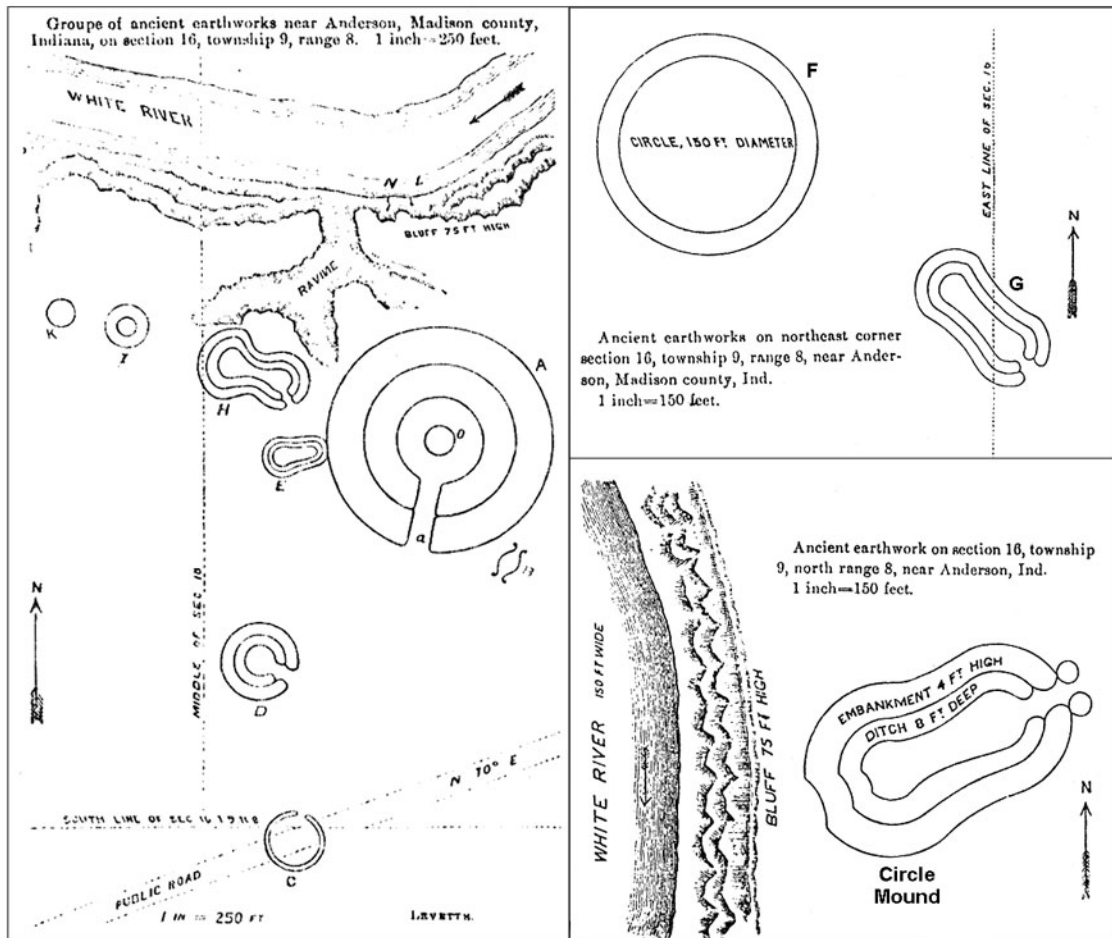 Groupe of ancient earthworks near Anderson, Madison county,
Indiana, on section 16, township 9, range 8. 1 inch=250 feet.
WHITE RIVER
N L
BLUFF 75 FT HIGH
RAVINE
K
I
H
A
O
E
a
B
N
MIDDLE OF SEC. 16
D
N 70° E
SOUTH LINE OF SEC 16 T 9 R 8
C
PUBLIC ROAD
1 IN = 250 FT
LEVETTE.
F
CIRCLE, 150 FT. DIAMETER
EAST LINE OF SEC. 16
N
G
Ancient earthworks on northeast corner
section 16, township 9, range 8, near Ander-
son, Madison county, Ind.
1 inch=150 feet.
Ancient earthwork on section 16, township
9, north range 8, near Anderson, Ind.
1 inch=150 feet.
WHITE RIVER 150 FT WIDE
BLUFF 75 FT HIGH
EMBANKMENT 4 FT HIGH
DITCH 8 FT DEEP
N
Circle
Mound